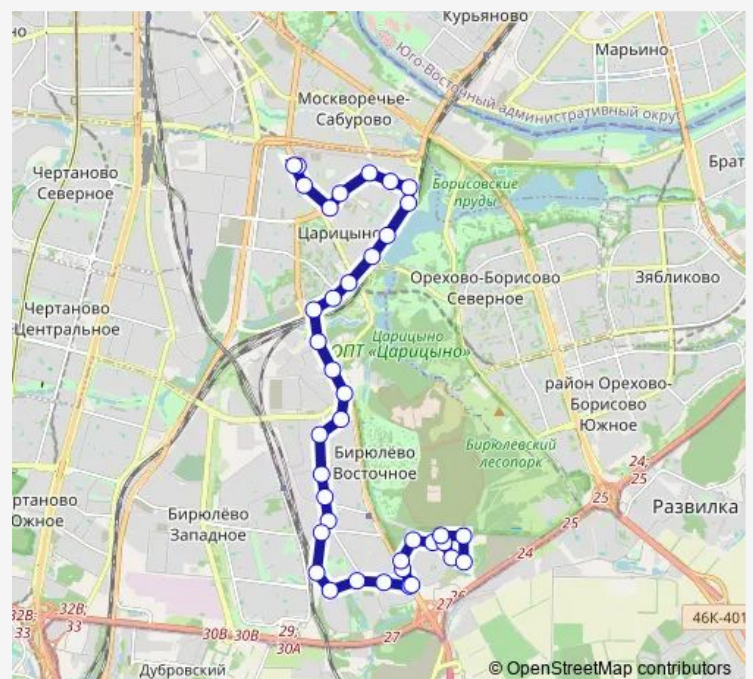 Курьяново
но
Марьино
Юго-Восточный административный округ
Москворечье-
Сабурово
Брат
Чертаново
Северное
Борисовские
пруды
Царицыно
Орехово-Борисово
Северное
Зябликово
Чертаново
Центральное
Царицыно
ОПТ «Царицыно»
район Орехово-
Борисово
Южное
Бирюлёвский
лесопарк
24;
25
Бирюлёво
Восточное
25
ртаново
Южное
Бирюлёво
Западное
25
Развилка
24
26
32В;
33
32В;
33
30В
30В
29;
30А
27
27
46К-401
Дубровский
© OpenStreetMap contributors